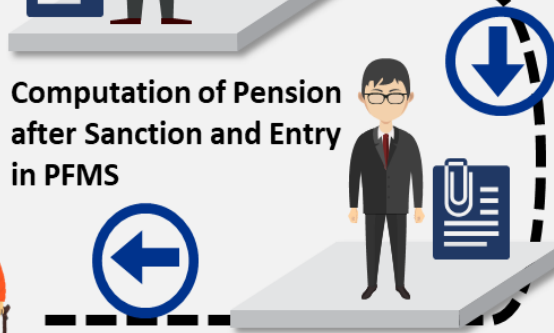 Computation of Pension
after Sanction and Entry
in PFMS